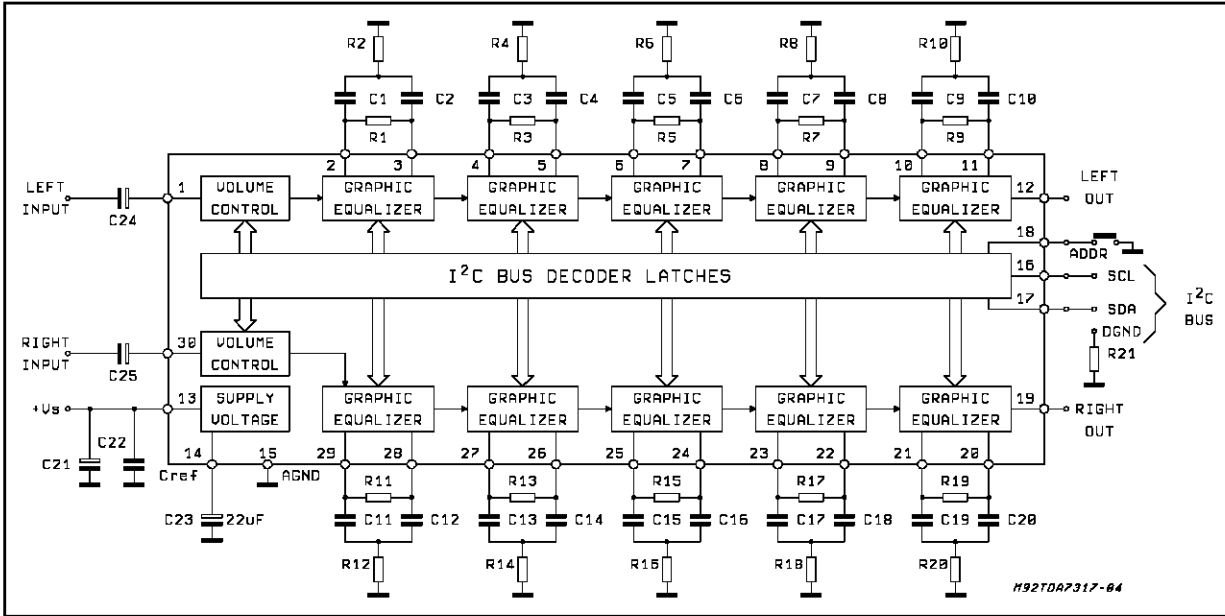 R2 R4 R6 R8 R10
C1 C2 C3 C4 C5 C6 C7 C8 C9 C10
R1 R3 R5 R7 R9
2 3 4 5 6 7 8 9 10 11
LEFT INPUT
C24
1
VOLUME CONTROL
GRAPHIC EQUALIZER
GRAPHIC EQUALIZER
GRAPHIC EQUALIZER
GRAPHIC EQUALIZER
GRAPHIC EQUALIZER
12
LEFT OUT
18
ADDR
I²C BUS DECODER LATCHES
16
SCL
17
SDA
I²C BUS
DGND
R21
RIGHT INPUT
C25
30
VOLUME CONTROL
+Vs
13
SUPPLY VOLTAGE
GRAPHIC EQUALIZER
GRAPHIC EQUALIZER
GRAPHIC EQUALIZER
GRAPHIC EQUALIZER
GRAPHIC EQUALIZER
19
RIGHT OUT
C21
C22
14 15 29 28 27 26 25 24 23 22 21 20
Cref
AGND
R11 R13 R15 R17 R19
C23 22uF
C11 C12 C13 C14 C15 C16 C17 C18 C19 C20
R12 R14 R16 R18 R20
M92TDA7317-04